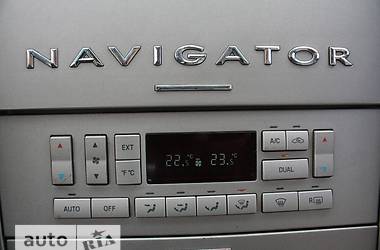 NAVIGATOR
EXT
22.5°C 23.5°C
A/C
°F °C
DUAL
AUTO OFF
R
auto RIA